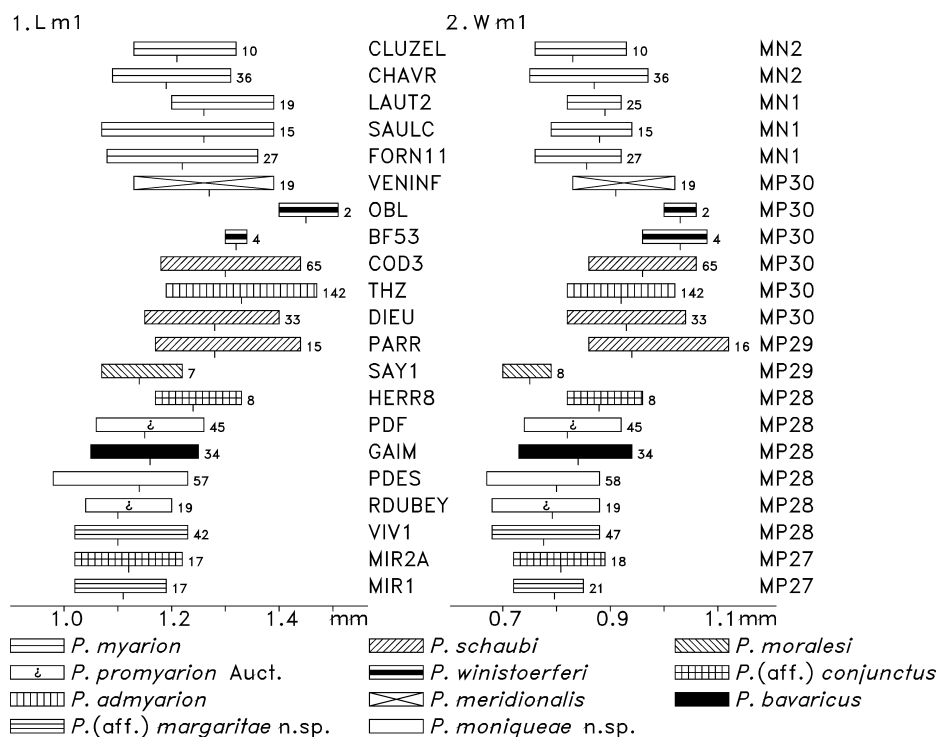 1.Lm1 2.Wm1
10 CLUZEL 10 MN2
36 CHAVR 36 MN2
19 LAUT2 25 MN1
15 SAULC 15 MN1
27 FORN11 27 MN1
19 VENINF 19 MP30
2 OBL 2 MP30
4 BF53 4 MP30
65 COD3 65 MP30
142 THZ 142 MP30
33 DIEU 33 MP30
15 PARR 16 MP29
7 SAY1 8 MP29
8 HERR8 8 MP28
¿ 45 PDF ¿ 45 MP28
34 GAIM 34 MP28
57 PDES 58 MP28
¿ 19 RDUBEY ¿ 19 MP28
42 VIV1 47 MP28
17 MIR2A 18 MP27
17 MIR1 21 MP27
1.0 1.2 1.4 mm 0.7 0.9 1.1mm
P. myarion P. schaubi P. moralesi
¿ P. promyarion Auct. P. winistoerferi P.(aff.) conjunctus
P. admyarion P. meridionalis P. bavaricus
P.(aff.) margaritae n.sp. P. moniqueae n.sp.